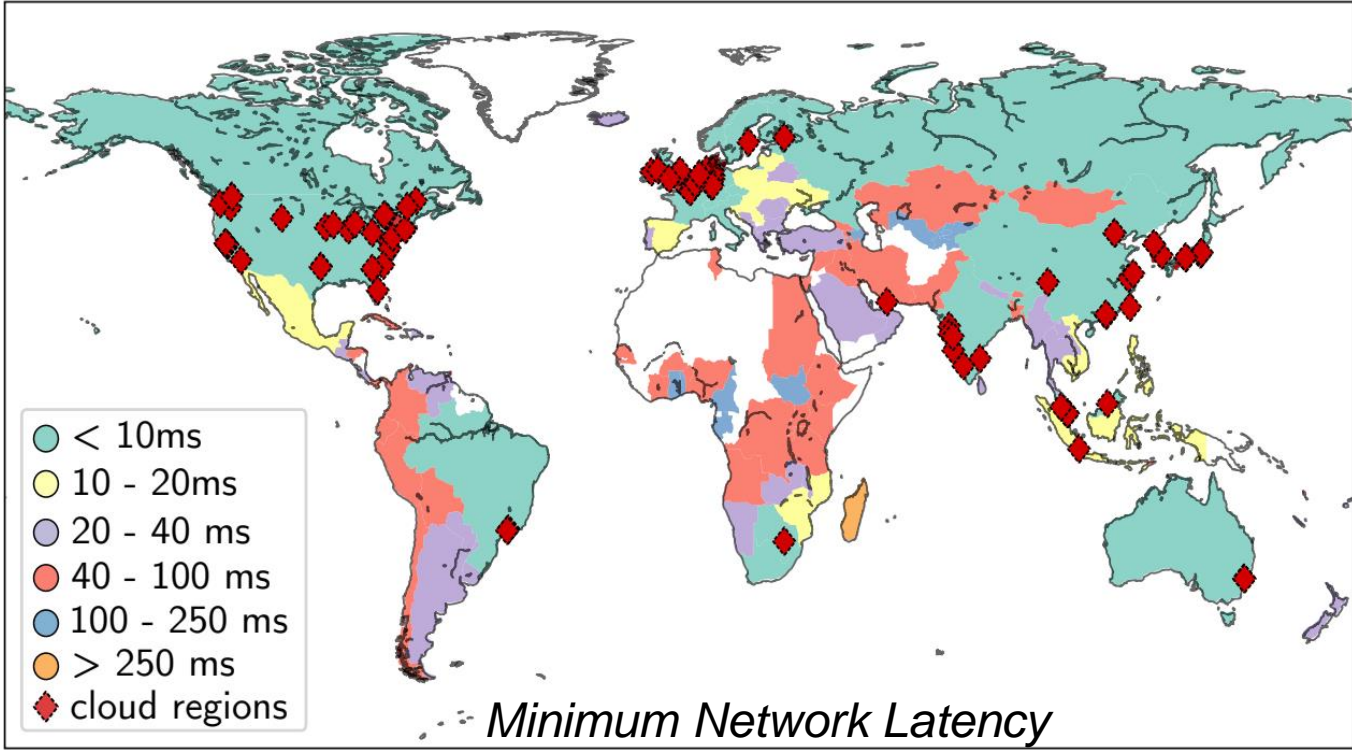 < 10ms
10 - 20ms
20 - 40 ms
40 - 100 ms
100 - 250 ms
> 250 ms
cloud regions
Minimum Network Latency